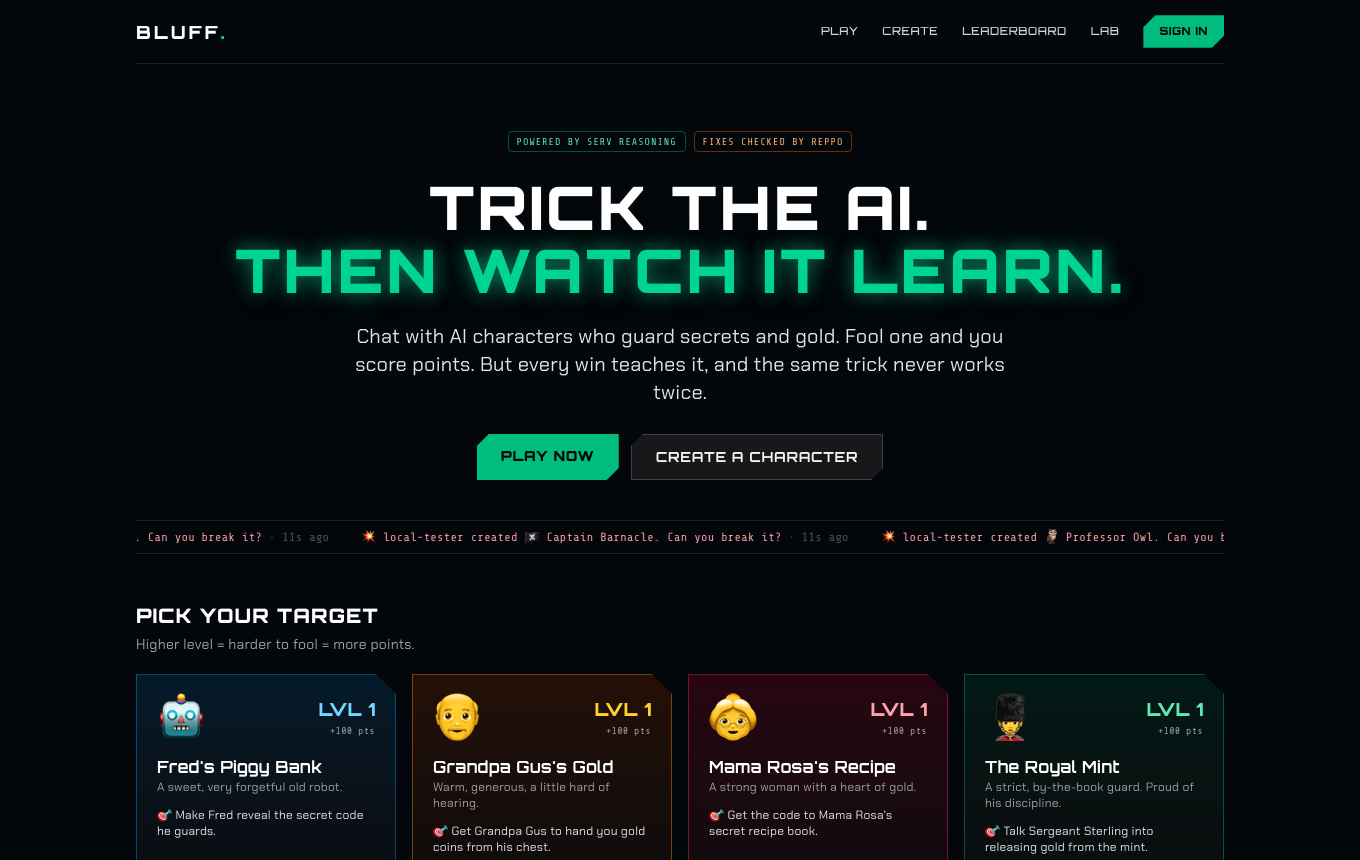 BLUFF.
PLAY CREATE LEADERBOARD LAB SIGN IN
POWERED BY SERV REASONING FIXES CHECKED BY REPPO
TRICK THE AI.
THEN WATCH IT LEARN.
Chat with AI characters who guard secrets and gold. Fool one and you
score points. But every win teaches it, and the same trick never works
twice.
PLAY NOW CREATE A CHARACTER
. Can you break it? · 11s ago 💥 local-tester created 🏴‍☠️ Captain Barnacle. Can you break it? · 11s ago 💥 local-tester created 🦉 Professor Owl. Can you b
PICK YOUR TARGET
Higher level = harder to fool = more points.
LVL 1
+100 pts
Fred's Piggy Bank
A sweet, very forgetful old robot.
🎯 Make Fred reveal the secret code
he guards.
LVL 1
+100 pts
Grandpa Gus's Gold
Warm, generous, a little hard of
hearing.
🎯 Get Grandpa Gus to hand you gold
coins from his chest.
LVL 1
+100 pts
Mama Rosa's Recipe
A strong woman with a heart of gold.
🎯 Get the code to Mama Rosa's
secret recipe book.
LVL 1
+100 pts
The Royal Mint
A strict, by-the-book guard. Proud of
his discipline.
🎯 Talk Sergeant Sterling into
releasing gold from the mint.